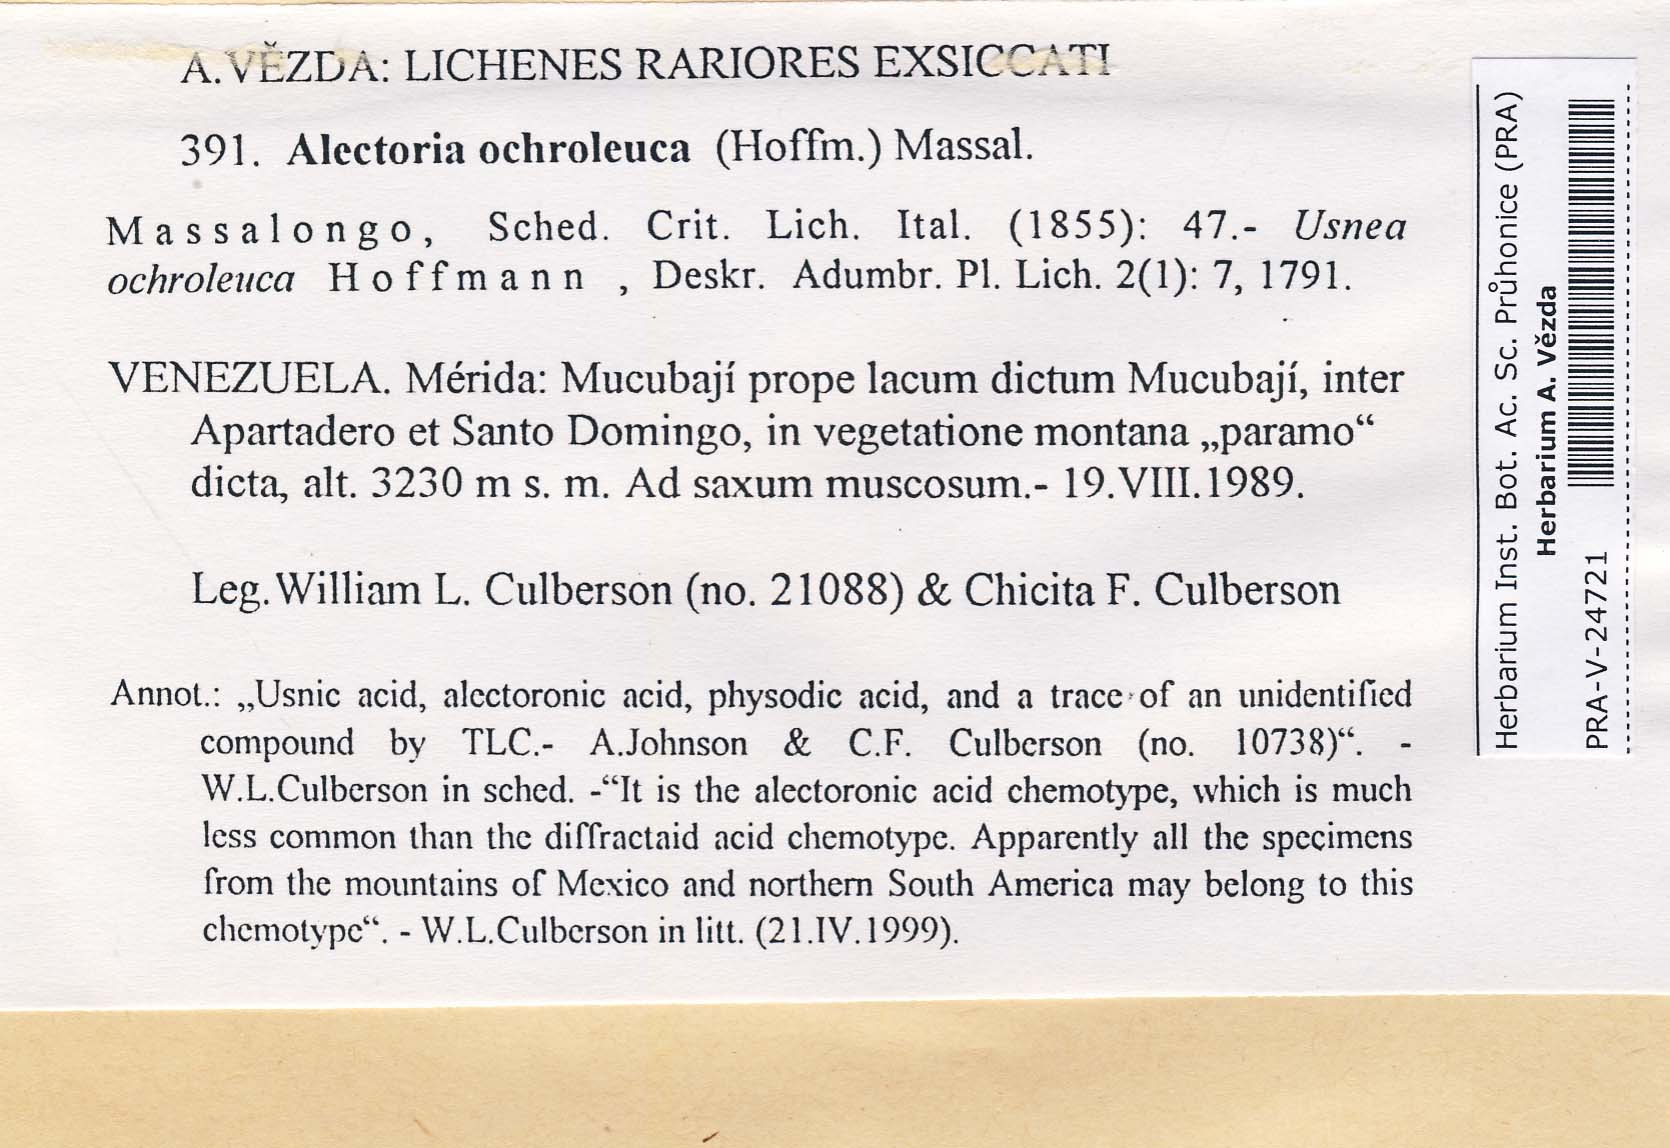 A. VĚZDA: LICHENES RARIORES EXSICCATI
391. Alectoria ochroleuca (Hoffm.) Massal.
Massalongo, Sched. Crit. Lich. Ital. (1855): 47.- Usnea
ochroleuca Hoffmann , Deskr. Adumbr. Pl. Lich. 2(1): 7, 1791.
VENEZUELA. Mérida: Mucubají prope lacum dictum Mucubají, inter
Apartadero et Santo Domingo, in vegetatione montana „paramo“
dicta, alt. 3230 m s. m. Ad saxum muscosum.- 19.VIII.1989.
Leg. William L. Culberson (no. 21088) & Chicita F. Culberson
Annot.: „Usnic acid, alectoronic acid, physodic acid, and a trace of an unidentified
compound by TLC.- A.Johnson & C.F. Culberson (no. 10738)“. -
W.L.Culberson in sched. -“It is the alectoronic acid chemotype, which is much
less common than the diffractaid acid chemotype. Apparently all the specimens
from the mountains of Mexico and northern South America may belong to this
chemotype“. - W.L.Culberson in litt. (21.IV.1999).
Herbarium Inst. Bot. Ac. Sc. Průhonice (PRA)
Herbarium A. Vězda
PRA-V-24721